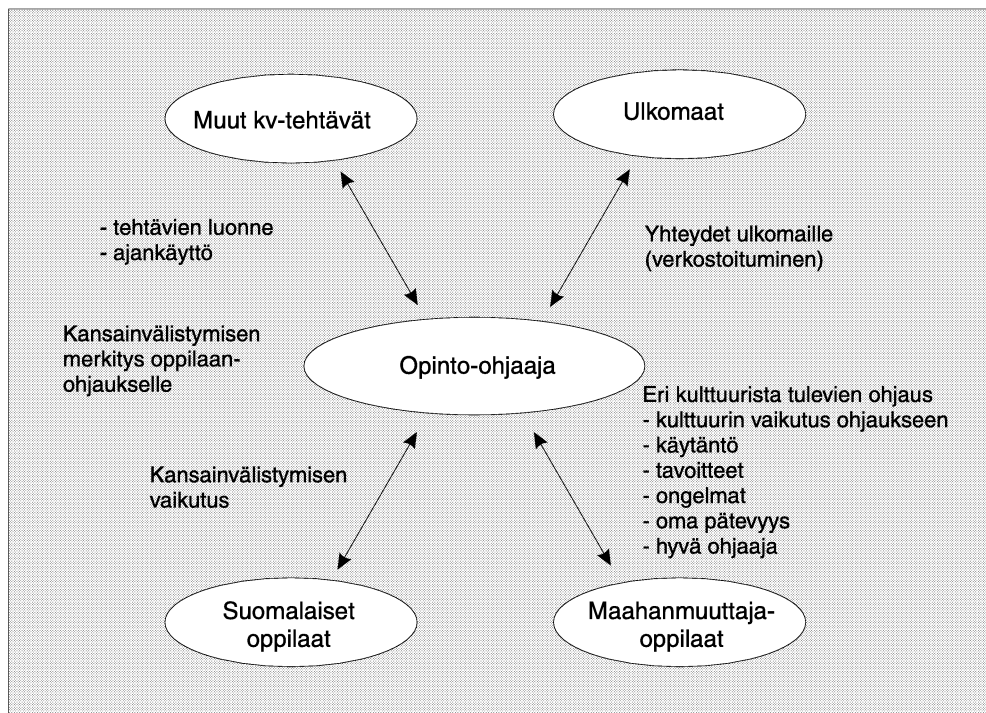 Muut kv-tehtävät
Ulkomaat
- tehtävien luonne
- ajankäyttö
Yhteydet ulkomaille
(verkostoituminen)
Kansainvälistymisen
merkitys oppilaan-
ohjaukselle
Opinto-ohjaaja
Eri kulttuurista tulevien ohjaus
- kulttuurin vaikutus ohjaukseen
- käytäntö
- tavoitteet
- ongelmat
- oma pätevyys
- hyvä ohjaaja
Kansainvälistymisen
vaikutus
Suomalaiset
oppilaat
Maahanmuuttaja-
oppilaat